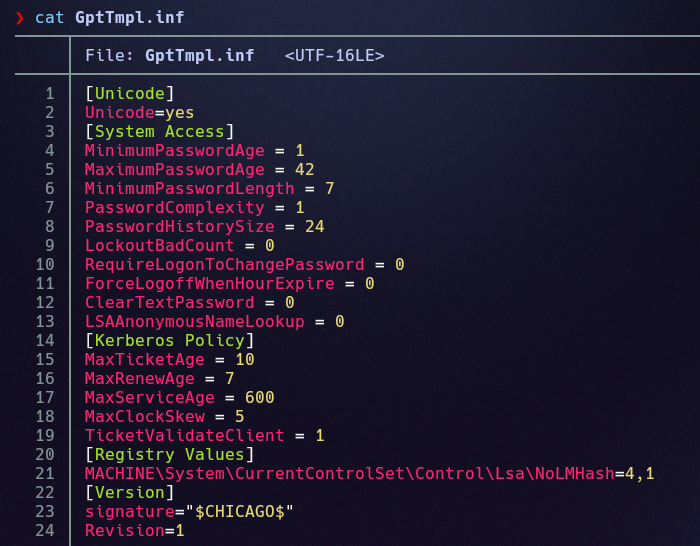 ❯ cat GptTmpl.inf
File: GptTmpl.inf <UTF-16LE>
1 [Unicode]
2 Unicode=yes
3 [System Access]
4 MinimumPasswordAge = 1
5 MaximumPasswordAge = 42
6 MinimumPasswordLength = 7
7 PasswordComplexity = 1
8 PasswordHistorySize = 24
9 LockoutBadCount = 0
10 RequireLogonToChangePassword = 0
11 ForceLogoffWhenHourExpire = 0
12 ClearTextPassword = 0
13 LSAAnonymousNameLookup = 0
14 [Kerberos Policy]
15 MaxTicketAge = 10
16 MaxRenewAge = 7
17 MaxServiceAge = 600
18 MaxClockSkew = 5
19 TicketValidateClient = 1
20 [Registry Values]
21 MACHINE\System\CurrentControlSet\Control\Lsa\NoLMHash=4,1
22 [Version]
23 signature="$CHICAGO$"
24 Revision=1